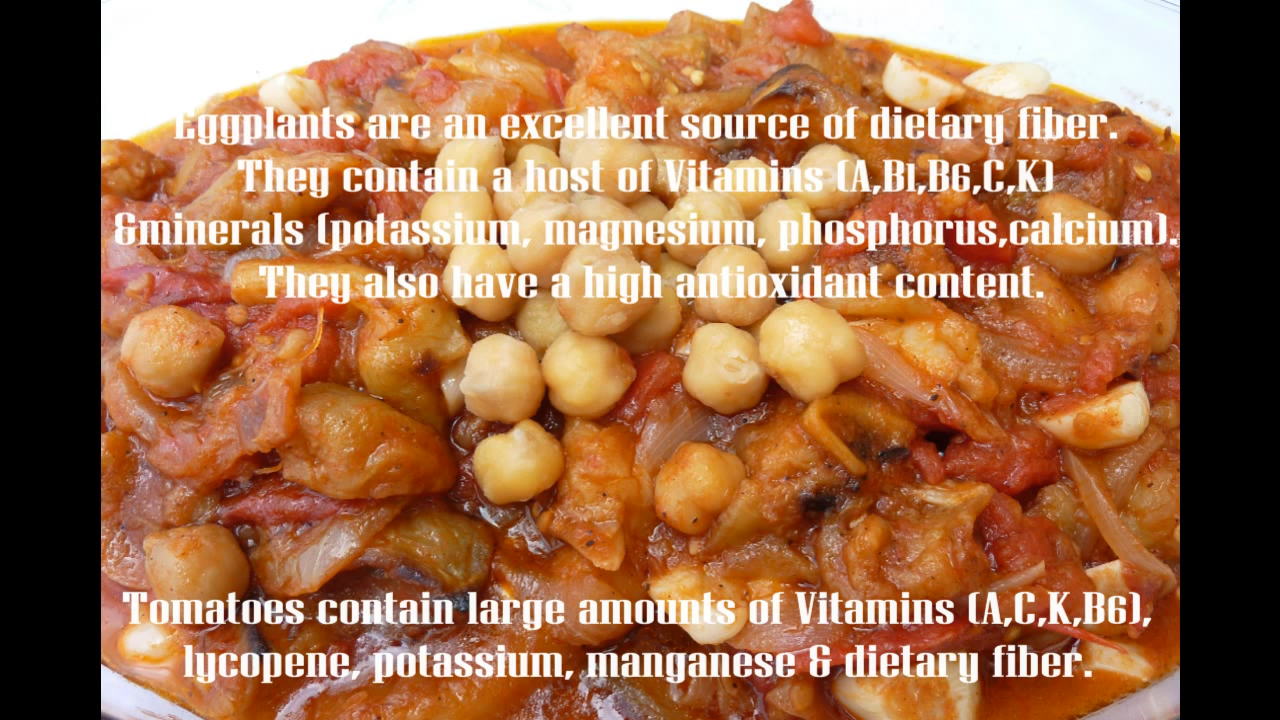 Eggplants are an excellent source of dietary fiber.
They contain a host of Vitamins (A,B1,B6,C,K)
&minerals (potassium, magnesium, phosphorus,calcium).
They also have a high antioxidant content.
Tomatoes contain large amounts of Vitamins (A,C,K,B6),
lycopene, potassium, manganese & dietary fiber.